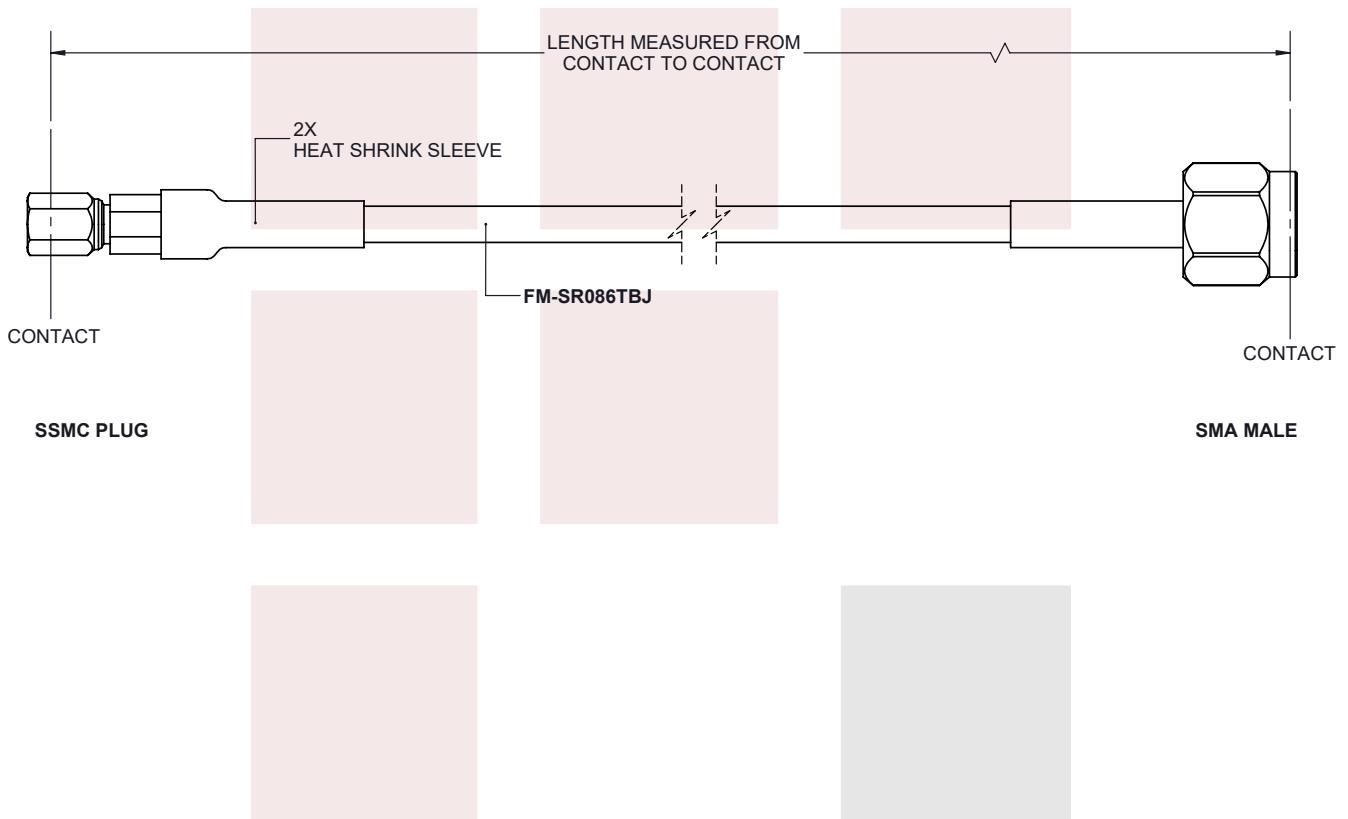 LENGTH MEASURED FROM
CONTACT TO CONTACT
2X
HEAT SHRINK SLEEVE
FM-SR086TBJ
CONTACT
CONTACT
SSMC PLUG
SMA MALE